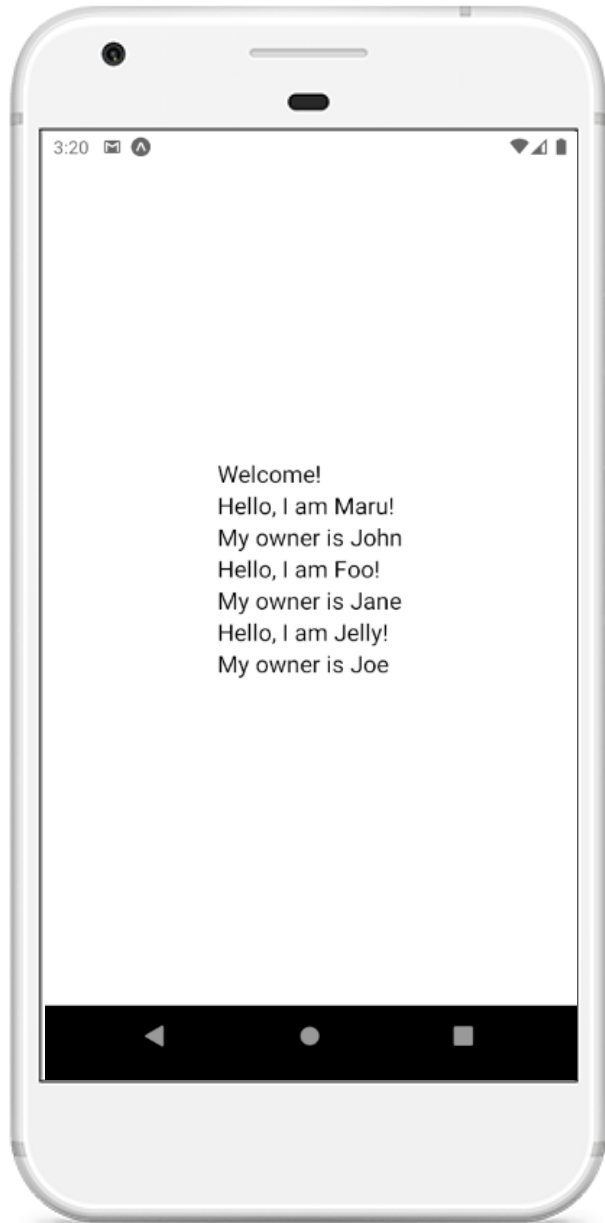 3:20
Welcome!
Hello, I am Maru!
My owner is John
Hello, I am Foo!
My owner is Jane
Hello, I am Jelly!
My owner is Joe